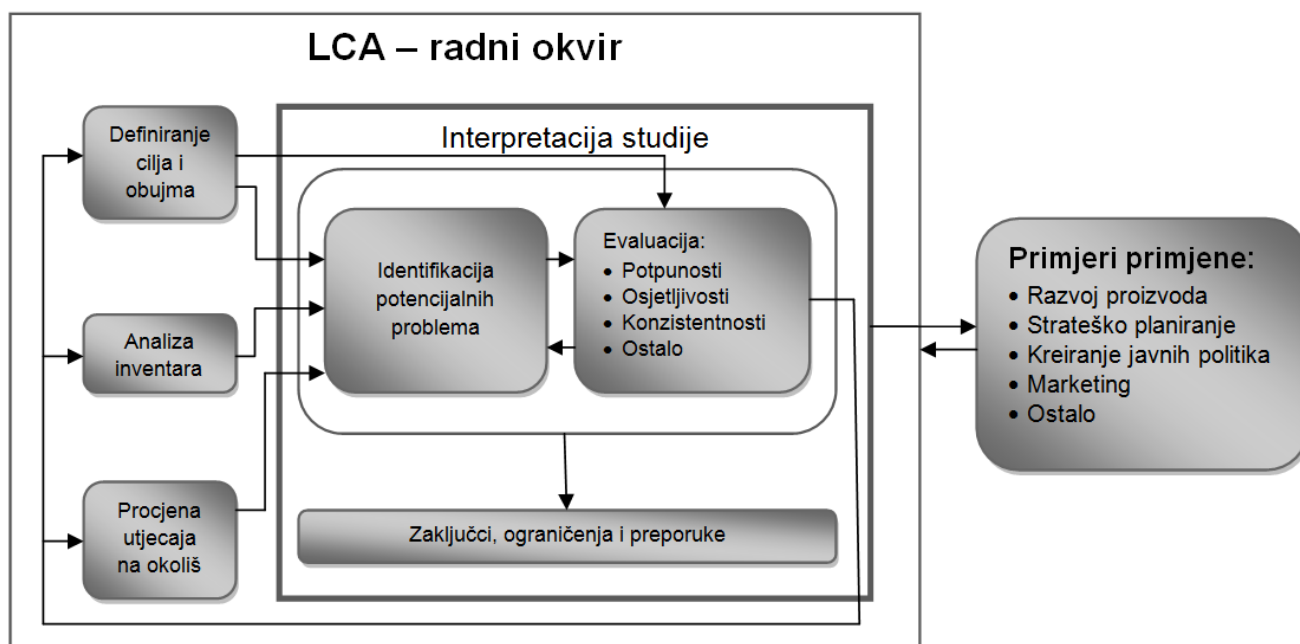 LCA – radni okvir
Definiranje
cilja i
obujma
Analiza
inventara
Procjena
utjecaja
na okoliš
Interpretacija studije
Identifikacija
potencijalnih
problema
Evaluacija:
• Potpunosti
• Osjetljivosti
• Konzistentnosti
• Ostalo
Zaključci, ograničenja i preporuke
Primjeri primjene:
• Razvoj proizvoda
• Strateško planiranje
• Kreiranje javnih politika
• Marketing
• Ostalo